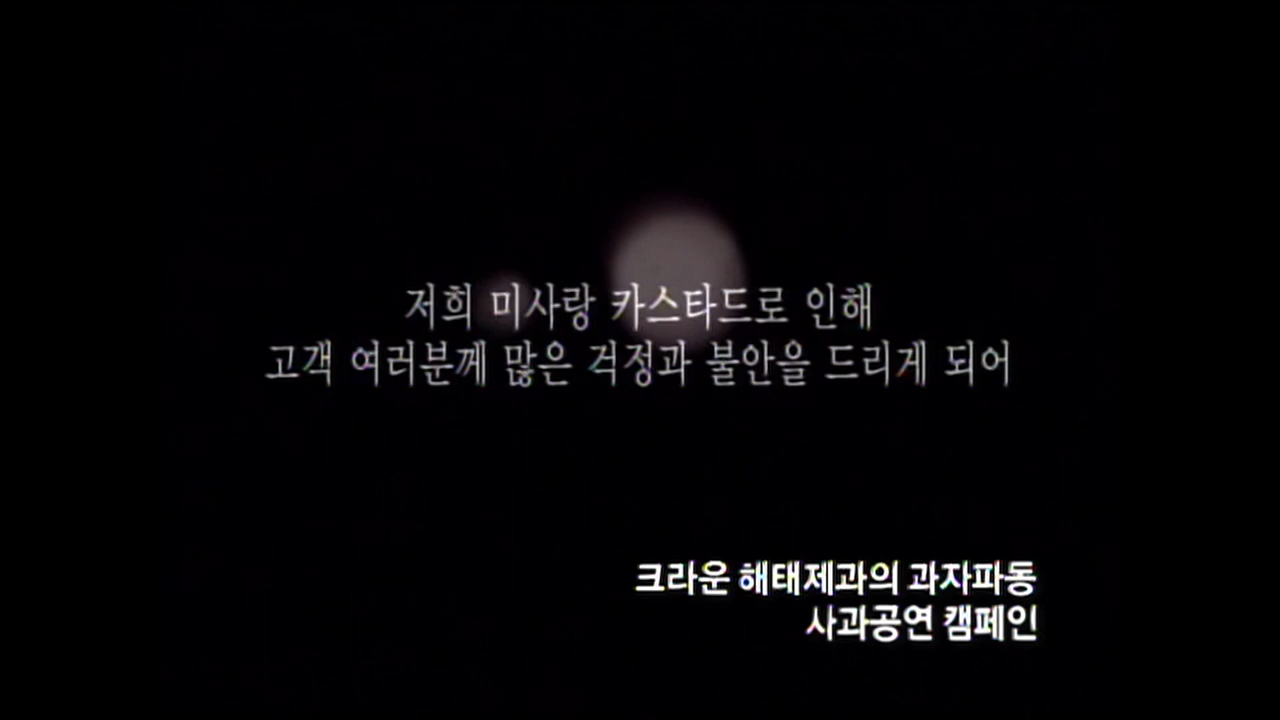 저희 미사랑 카스타드로 인해
고객 여러분께 많은 걱정과 불안을 드리게 되어
크라운 해태제과의 과자파동
사과공연 캠페인